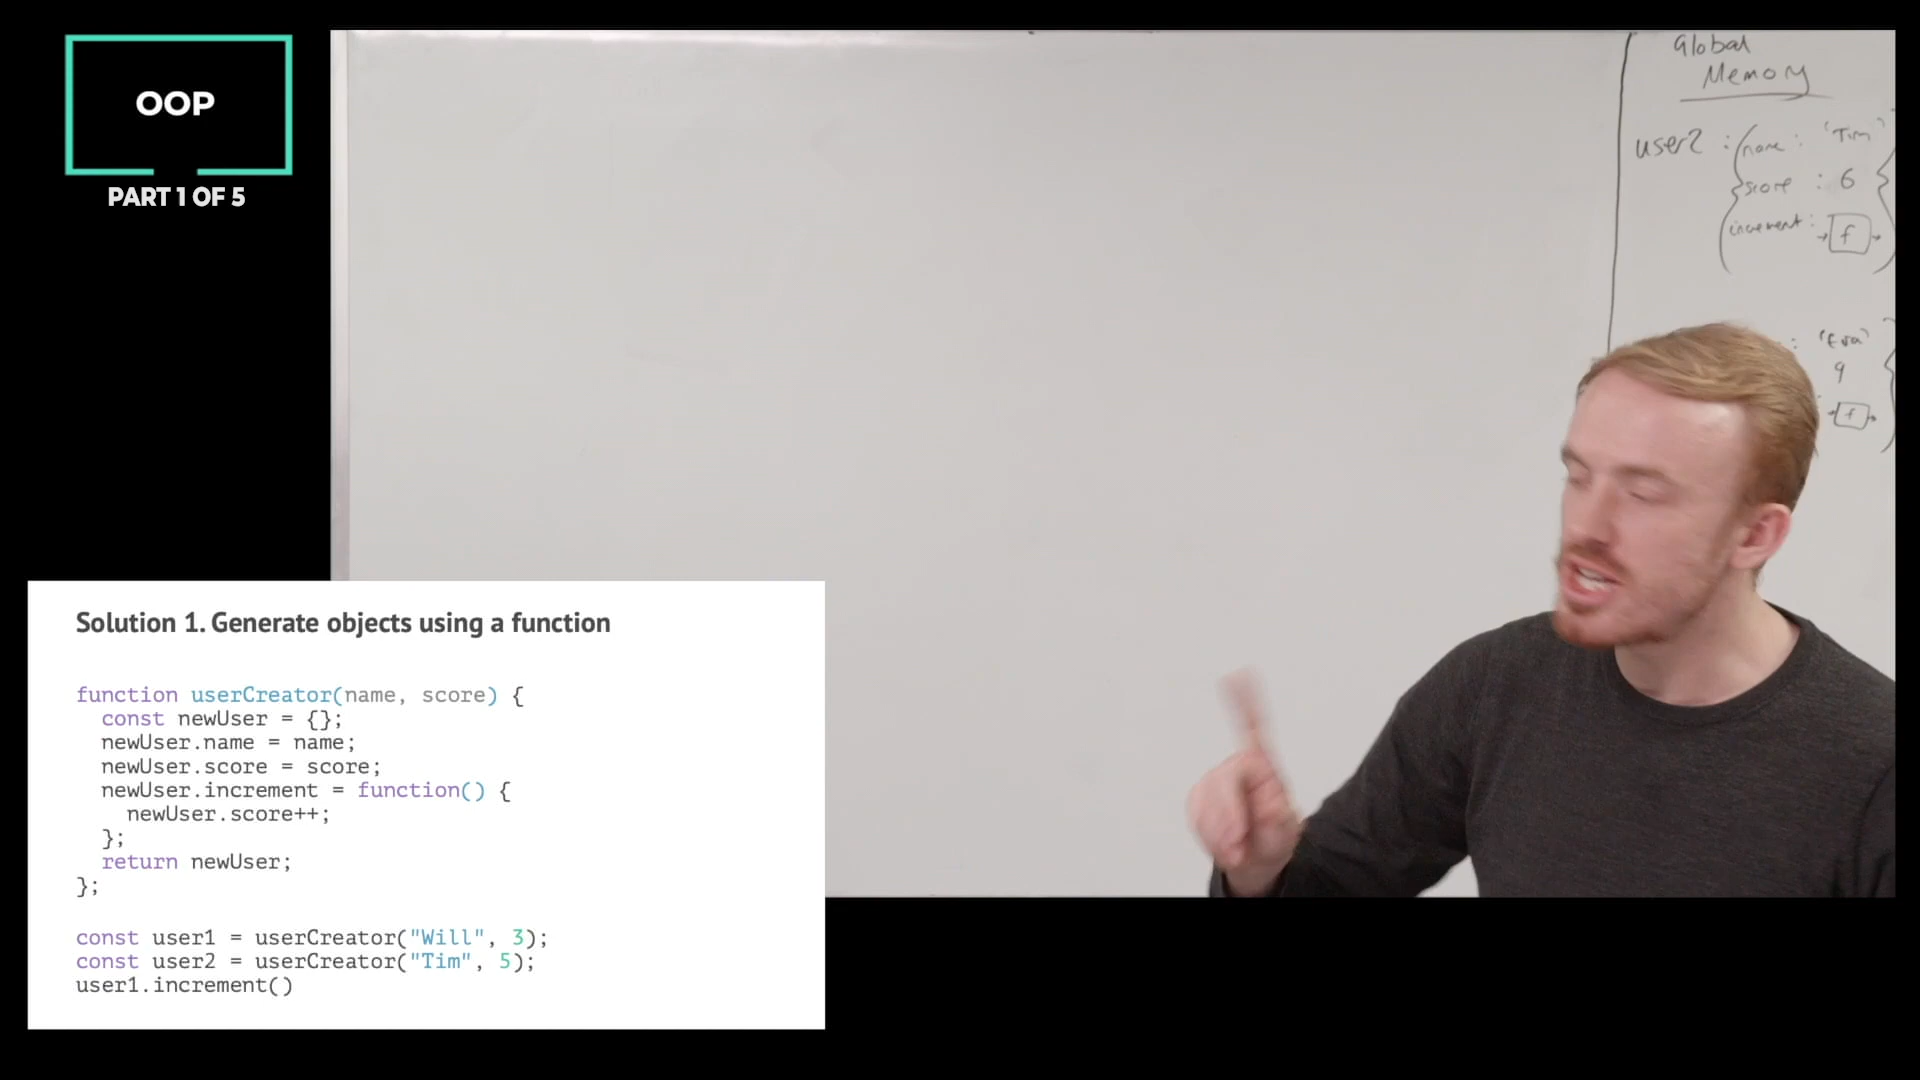 OOP
PART 1 OF 5
Global
Memory
user2 : name : 'Tim'
score : 6
increment : f
: 'Eva'
9
f
Solution 1. Generate objects using a function
function userCreator(name, score) {
const newUser = {};
newUser.name = name;
newUser.score = score;
newUser.increment = function() {
newUser.score++;
};
return newUser;
};
const user1 = userCreator("Will", 3);
const user2 = userCreator("Tim", 5);
user1.increment()